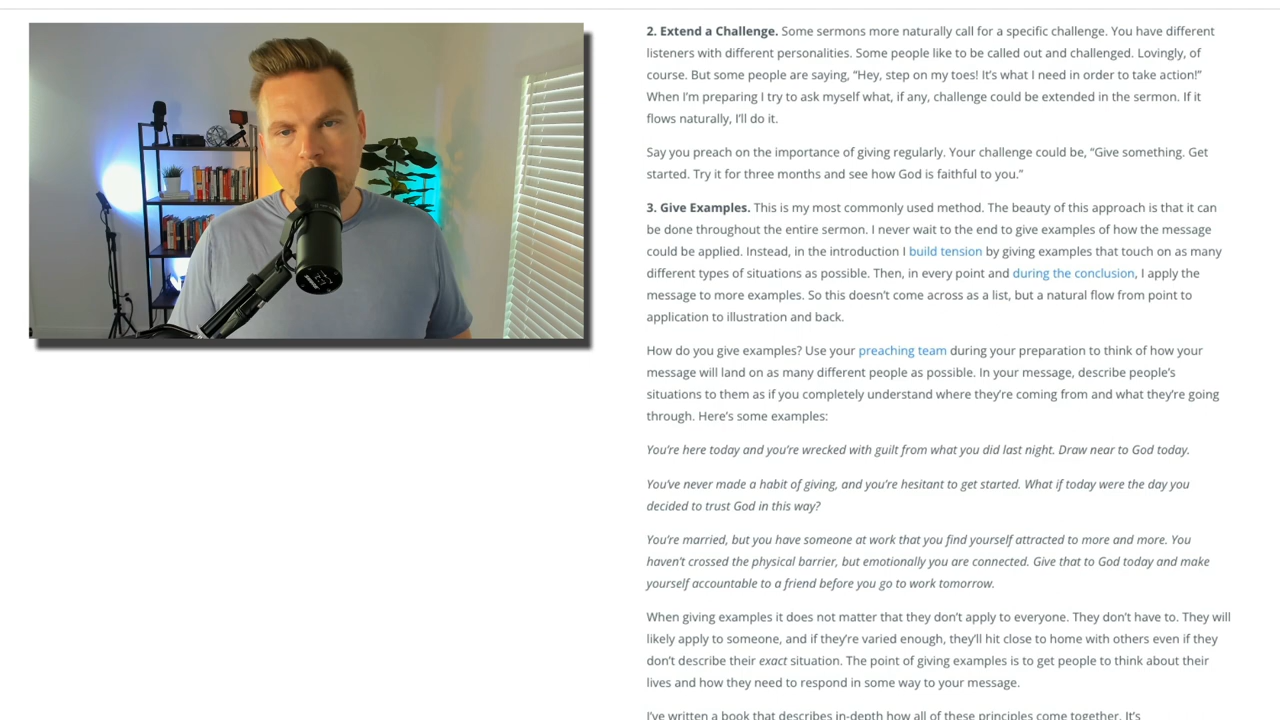 2. Extend a Challenge. Some sermons more naturally call for a specific challenge. You have different
listeners with different personalities. Some people like to be called out and challenged. Lovingly, of
course. But some people are saying, “Hey, step on my toes! It’s what I need in order to take action!”
When I’m preparing I try to ask myself what, if any, challenge could be extended in the sermon. If it
flows naturally, I’ll do it.
Say you preach on the importance of giving regularly. Your challenge could be, “Give something. Get
started. Try it for three months and see how God is faithful to you.”
3. Give Examples. This is my most commonly used method. The beauty of this approach is that it can
be done throughout the entire sermon. I never wait to the end to give examples of how the message
could be applied. Instead, in the introduction I build tension by giving examples that touch on as many
different types of situations as possible. Then, in every point and during the conclusion, I apply the
message to more examples. So this doesn’t come across as a list, but a natural flow from point to
application to illustration and back.
How do you give examples? Use your preaching team during your preparation to think of how your
message will land on as many different people as possible. In your message, describe people’s
situations to them as if you completely understand where they’re coming from and what they’re going
through. Here’s some examples:
You’re here today and you’re wrecked with guilt from what you did last night. Draw near to God today.
You’ve never made a habit of giving, and you’re hesitant to get started. What if today were the day you
decided to trust God in this way?
You’re married, but you have someone at work that you find yourself attracted to more and more. You
haven’t crossed the physical barrier, but emotionally you are connected. Give that to God today and make
yourself accountable to a friend before you go to work tomorrow.
When giving examples it does not matter that they don’t apply to everyone. They don’t have to. They will
likely apply to someone, and if they’re varied enough, they’ll hit close to home with others even if they
don’t describe their exact situation. The point of giving examples is to get people to think about their
lives and how they need to respond in some way to your message.
I’ve written a book that describes in-depth how all of these principles come together. It’s